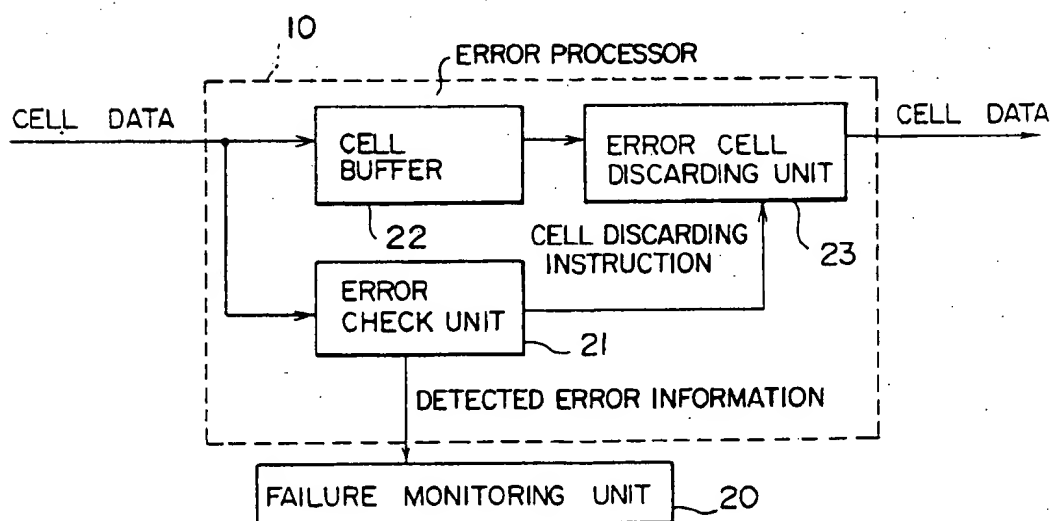 10
ERROR PROCESSOR
CELL DATA
CELL DATA
CELL
BUFFER
ERROR CELL
DISCARDING UNIT
22
CELL DISCARDING
INSTRUCTION
23
ERROR
CHECK UNIT
21
DETECTED ERROR INFORMATION
FAILURE MONITORING UNIT
20